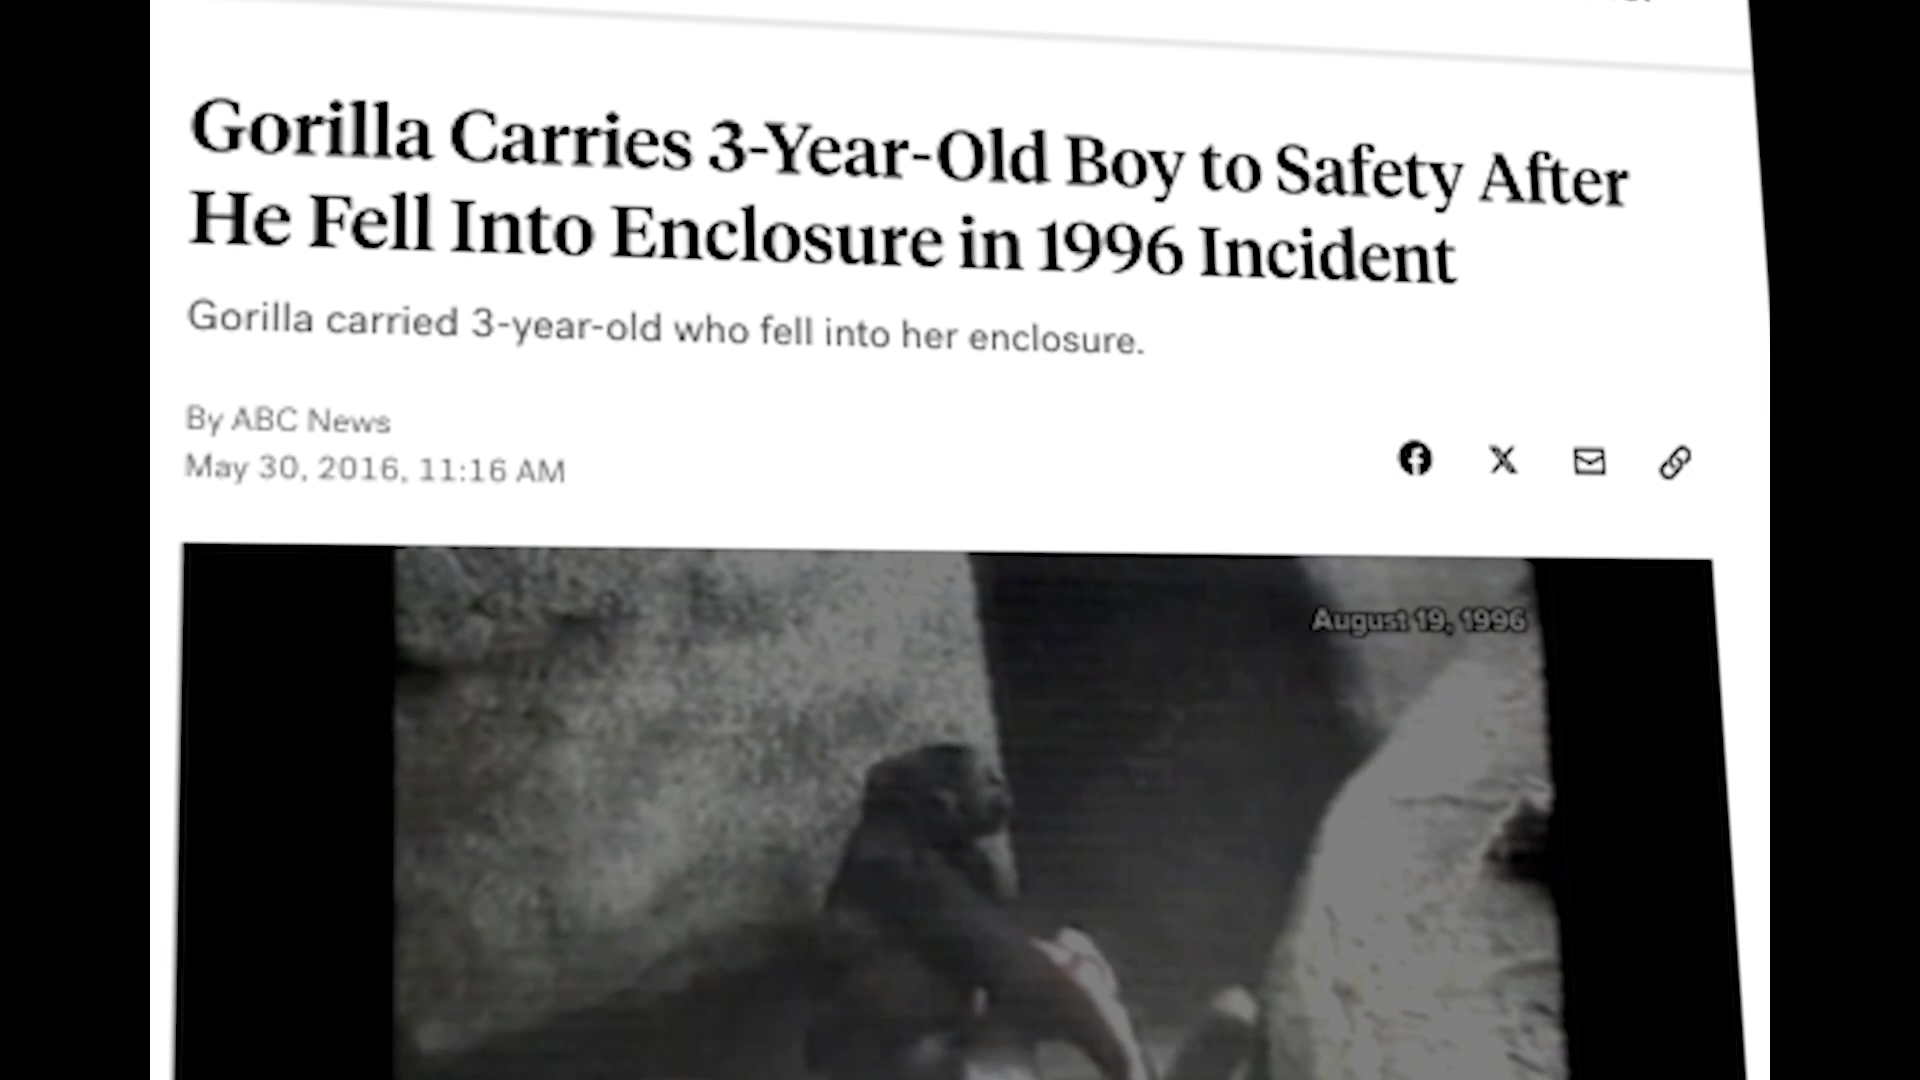 Gorilla Carries 3-Year-Old Boy to Safety After
He Fell Into Enclosure in 1996 Incident
Gorilla carried 3-year-old who fell into her enclosure.
By ABC News
May 30, 2016, 11:16 AM
August 19, 1996